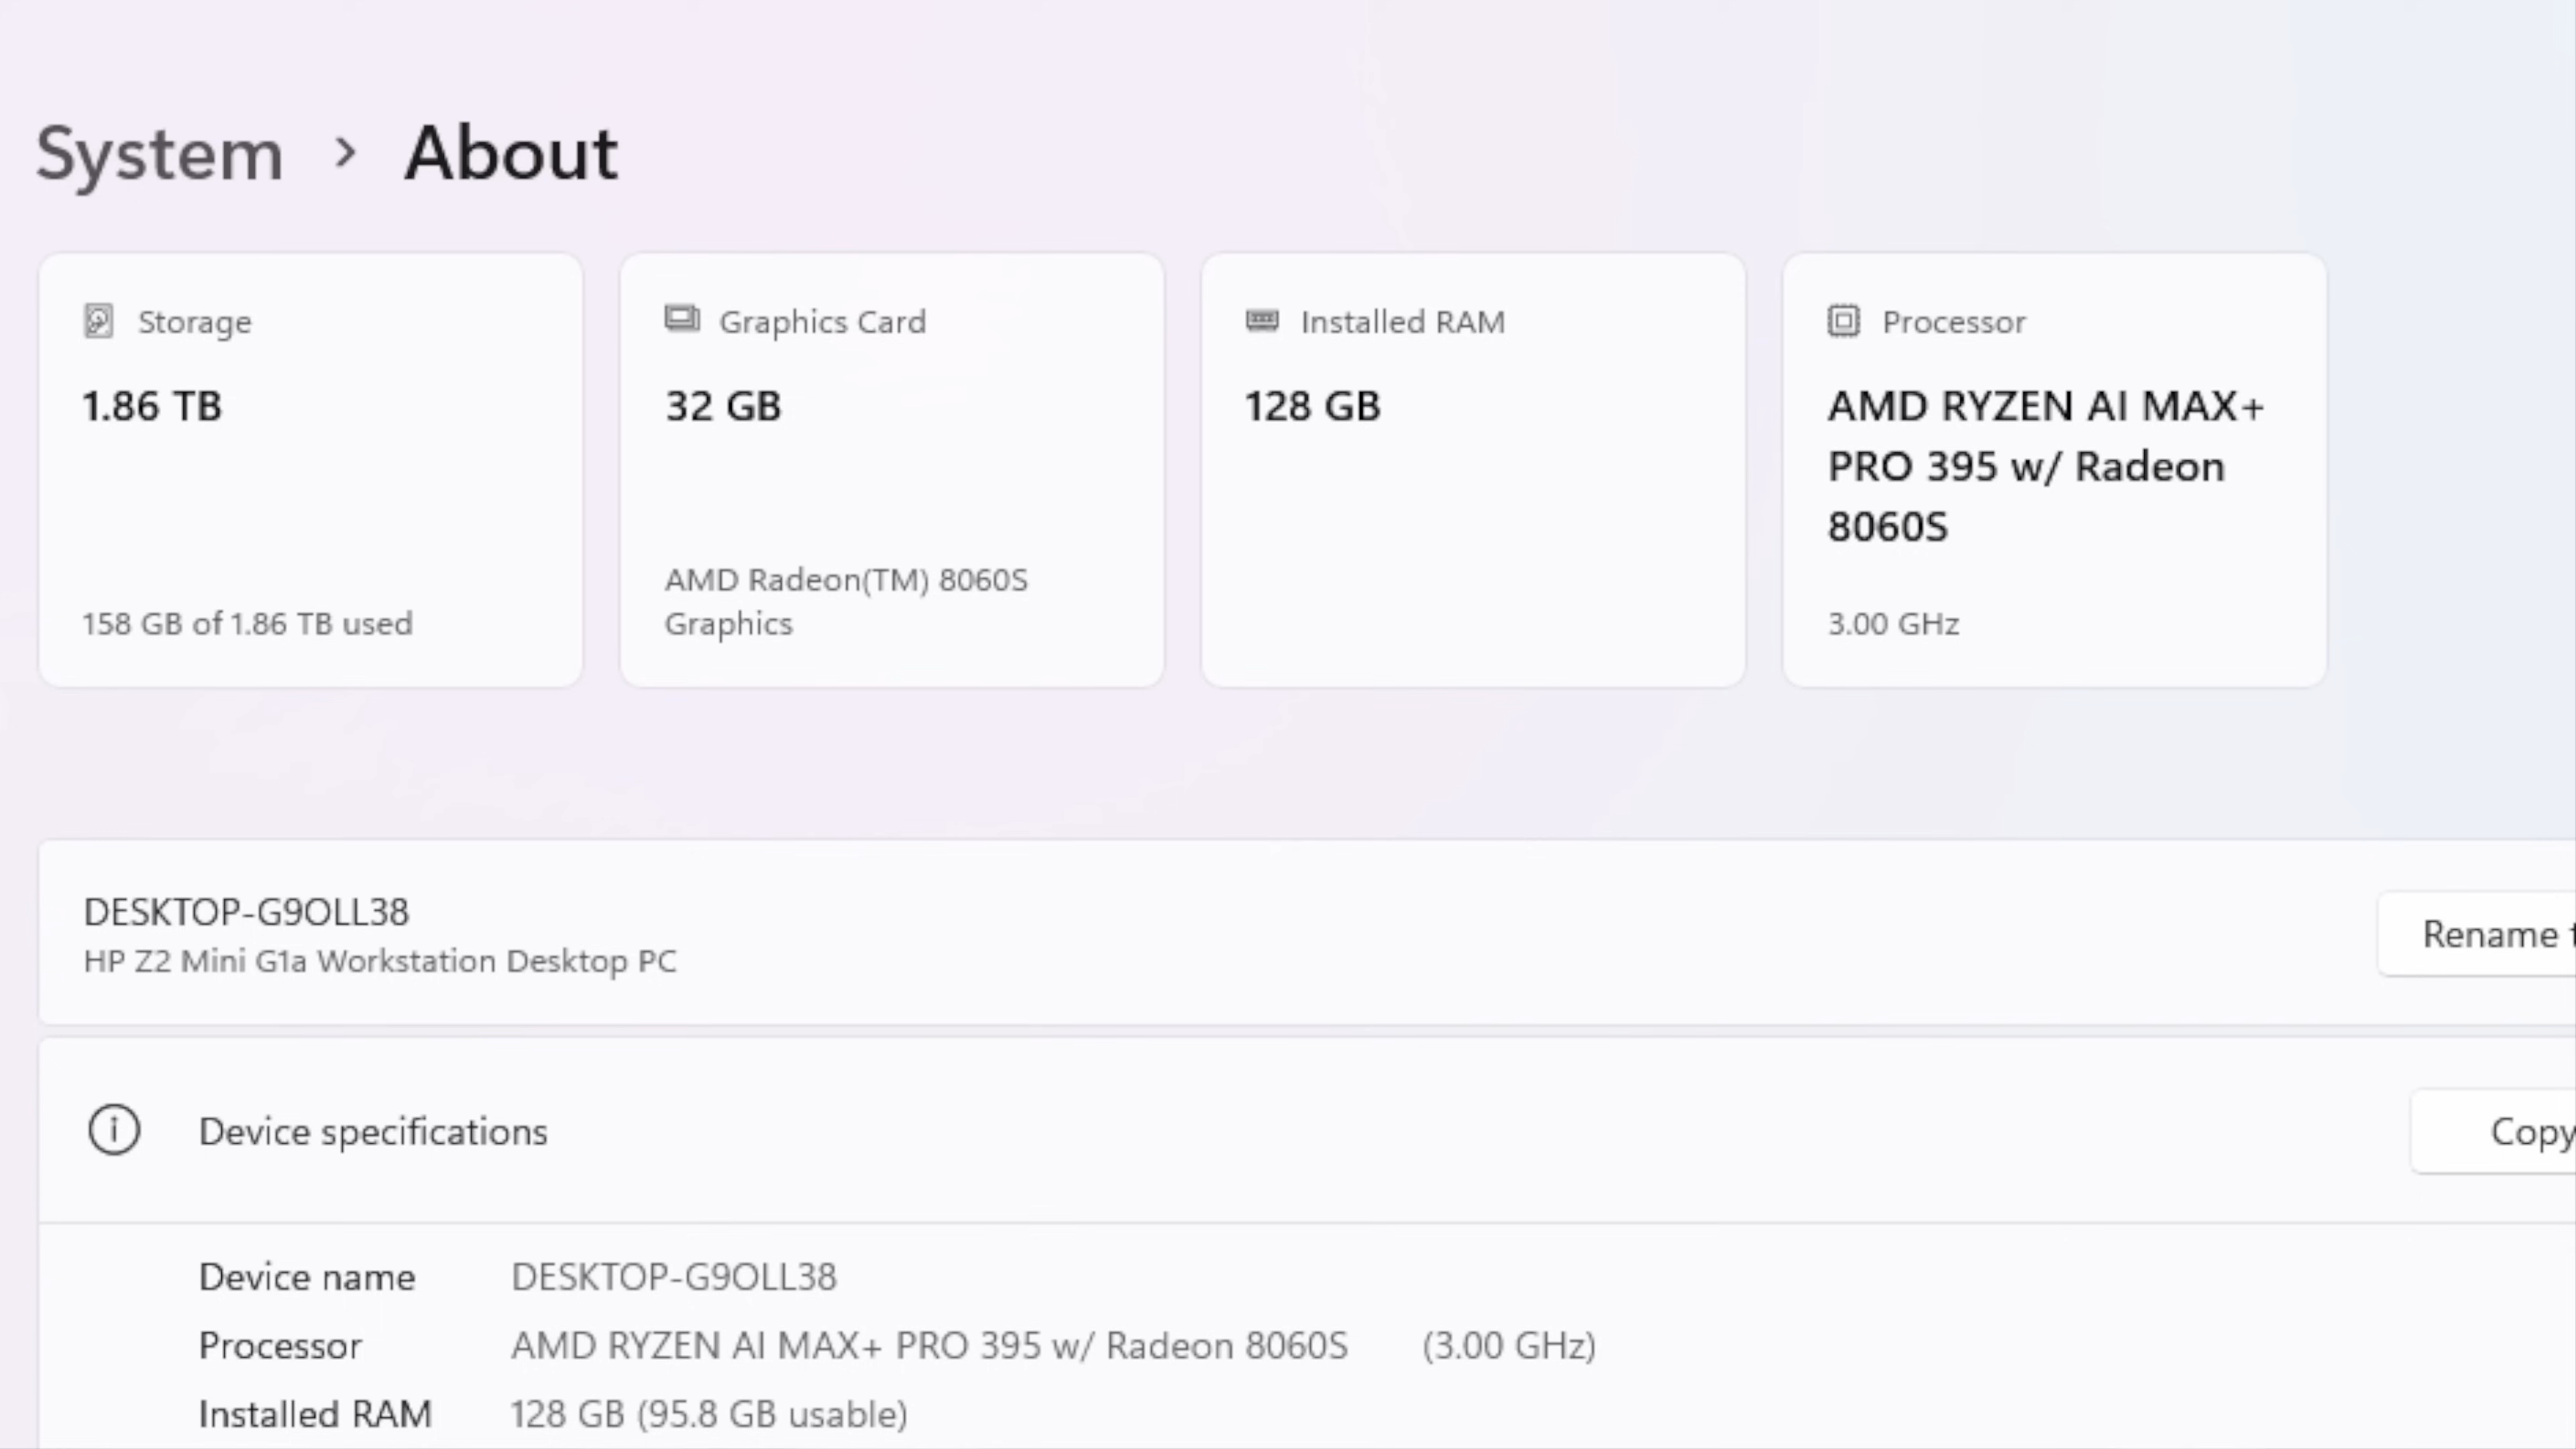 System > About
Storage
1.86 TB
158 GB of 1.86 TB used
Graphics Card
32 GB
AMD Radeon(TM) 8060S
Graphics
Installed RAM
128 GB
Processor
AMD RYZEN AI MAX+
PRO 395 w/ Radeon
8060S
3.00 GHz
DESKTOP-G9OLL38
HP Z2 Mini G1a Workstation Desktop PC
Rename t
Device specifications
Copy
Device name DESKTOP-G9OLL38
Processor AMD RYZEN AI MAX+ PRO 395 w/ Radeon 8060S (3.00 GHz)
Installed RAM 128 GB (95.8 GB usable)